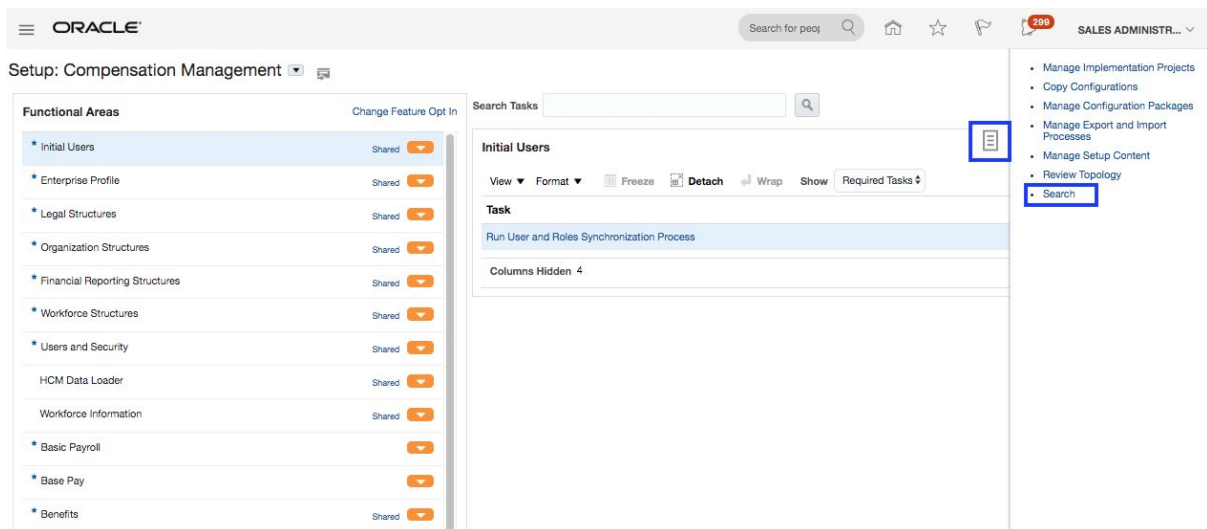 ORACLE
Search for peop
299
SALES ADMINISTR...
Setup: Compensation Management
Functional Areas
Change Feature Opt In
* Initial Users
Shared
* Enterprise Profile
Shared
* Legal Structures
Shared
* Organization Structures
Shared
* Financial Reporting Structures
Shared
* Workforce Structures
Shared
* Users and Security
Shared
HCM Data Loader
Shared
Workforce Information
Shared
* Basic Payroll
* Base Pay
* Benefits
Shared
Search Tasks
Initial Users
View Format Freeze Detach Wrap Show Required Tasks
Task
Run User and Roles Synchronization Process
Columns Hidden 4
• Manage Implementation Projects
• Copy Configurations
• Manage Configuration Packages
• Manage Export and Import
Processes
• Manage Setup Content
• Review Topology
• Search